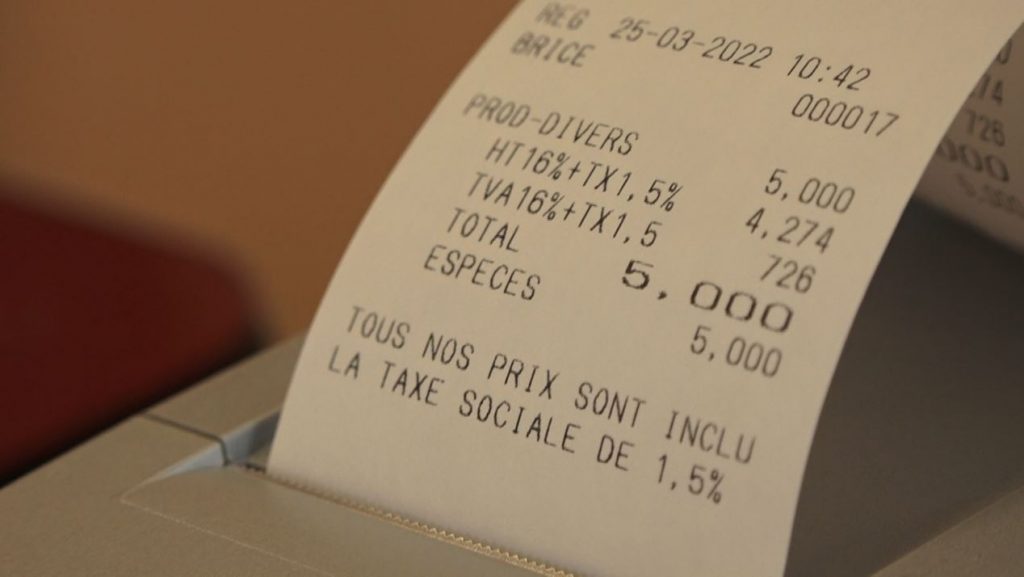 REG 25-03-2022 10:42
BRICE 000017
PROD-DIVERS 5,000
HT16%+TX1,5% 4,274
TVA16%+TX1,5 726
TOTAL 5,000
ESPECES 5,000
TOUS NOS PRIX SONT INCLU
LA TAXE SOCIALE DE 1,5%
726